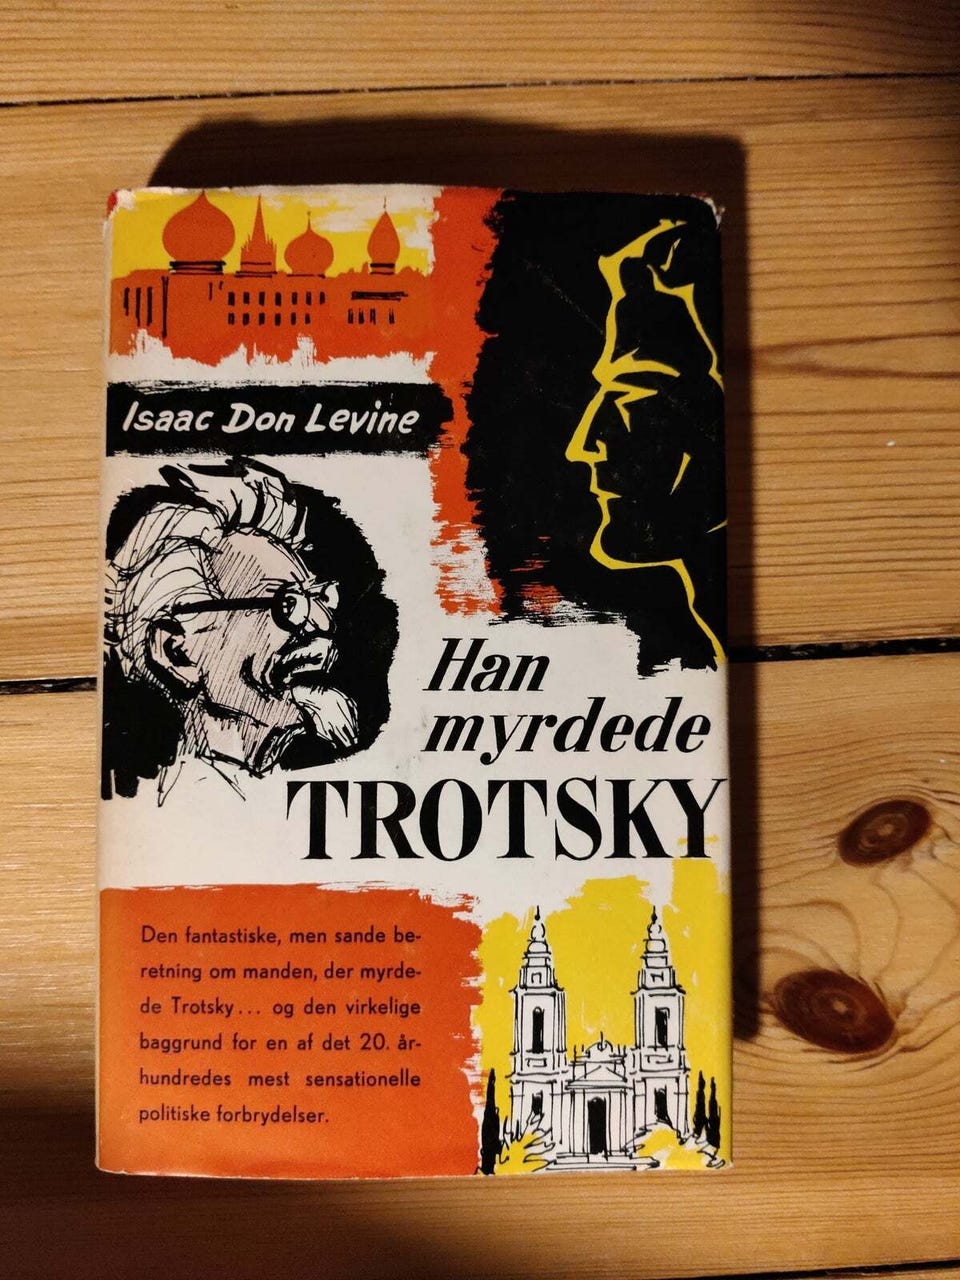 Isaac Don Levine
Han
myrdede
TROTSKY
Den fantastiske, men sande be-
retning om manden, der myrde-
de Trotsky... og den virkelige
baggrund for en af det 20. år-
hundredes mest sensationelle
politiske forbrydelser.